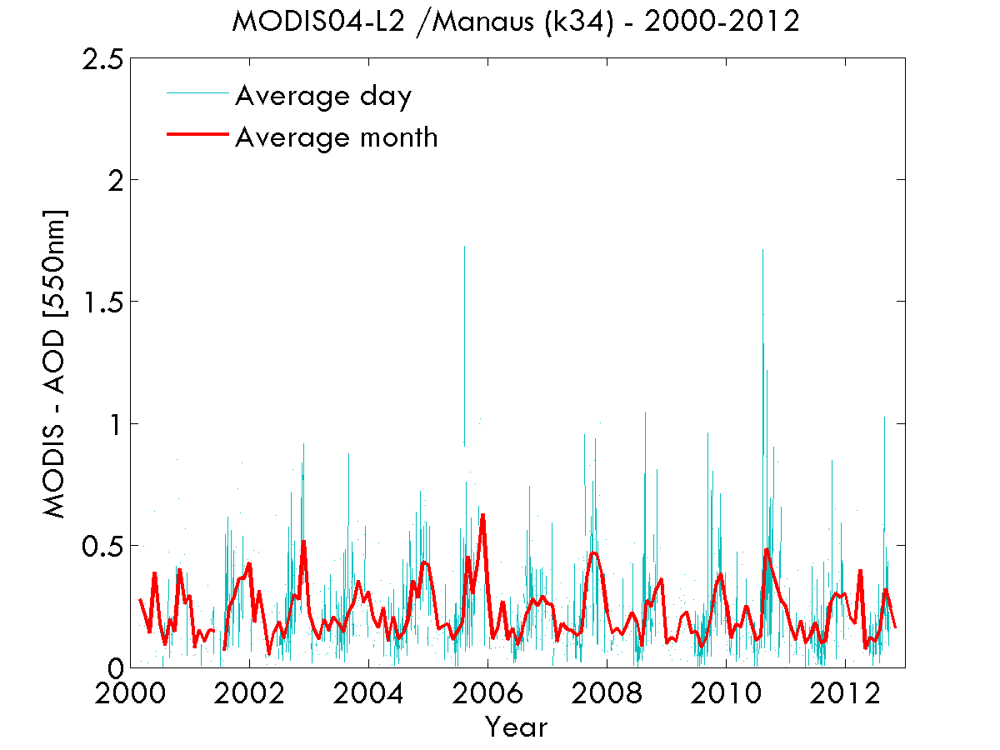 MODIS04-L2 /Manaus (k34) - 2000-2012
2.5
Average day
Average month
2
1.5
1
0.5
0
MODIS - AOD [550nm]
2000 2002 2004 2006 2008 2010 2012
Year